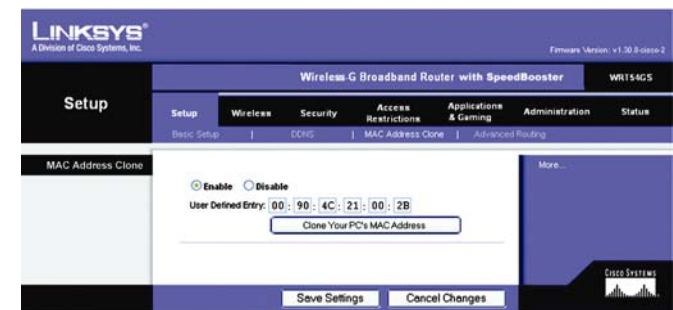 LINKSYS®
A Division of Cisco Systems, Inc.
Firmware Version: v1.30.8-cisco-2
Wireless-G Broadband Router with SpeedBooster WRT54GS
Setup
Setup Wireless Security Access Restrictions Applications & Gaming Administration Status
Basic Setup | DDNS | MAC Address Clone | Advanced Routing
MAC Address Clone
More...
Enable Disable
User Defined Entry: 00 : 90 : 4C : 21 : 00 : 2B
Clone Your PC's MAC Address
CISCO SYSTEMS
Save Settings Cancel Changes